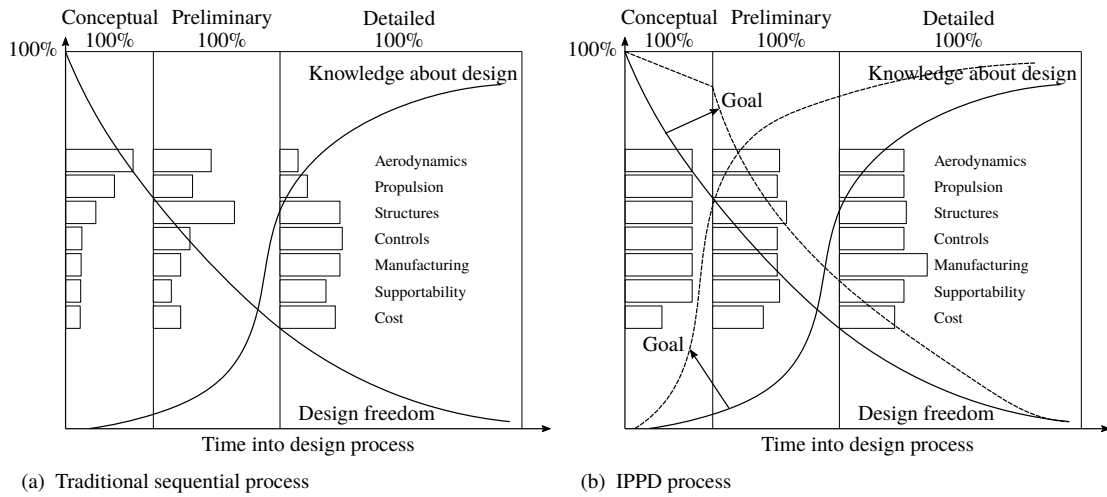 Conceptual Preliminary Detailed
100% 100% 100%
100%
Knowledge about design
Aerodynamics
Propulsion
Structures
Controls
Manufacturing
Supportability
Cost
Design freedom
Time into design process
(a) Traditional sequential process
Conceptual Preliminary Detailed
100% 100% 100%
100%
Knowledge about design
Goal
Aerodynamics
Propulsion
Structures
Controls
Manufacturing
Supportability
Cost
Goal
Design freedom
Time into design process
(b) IPPD process